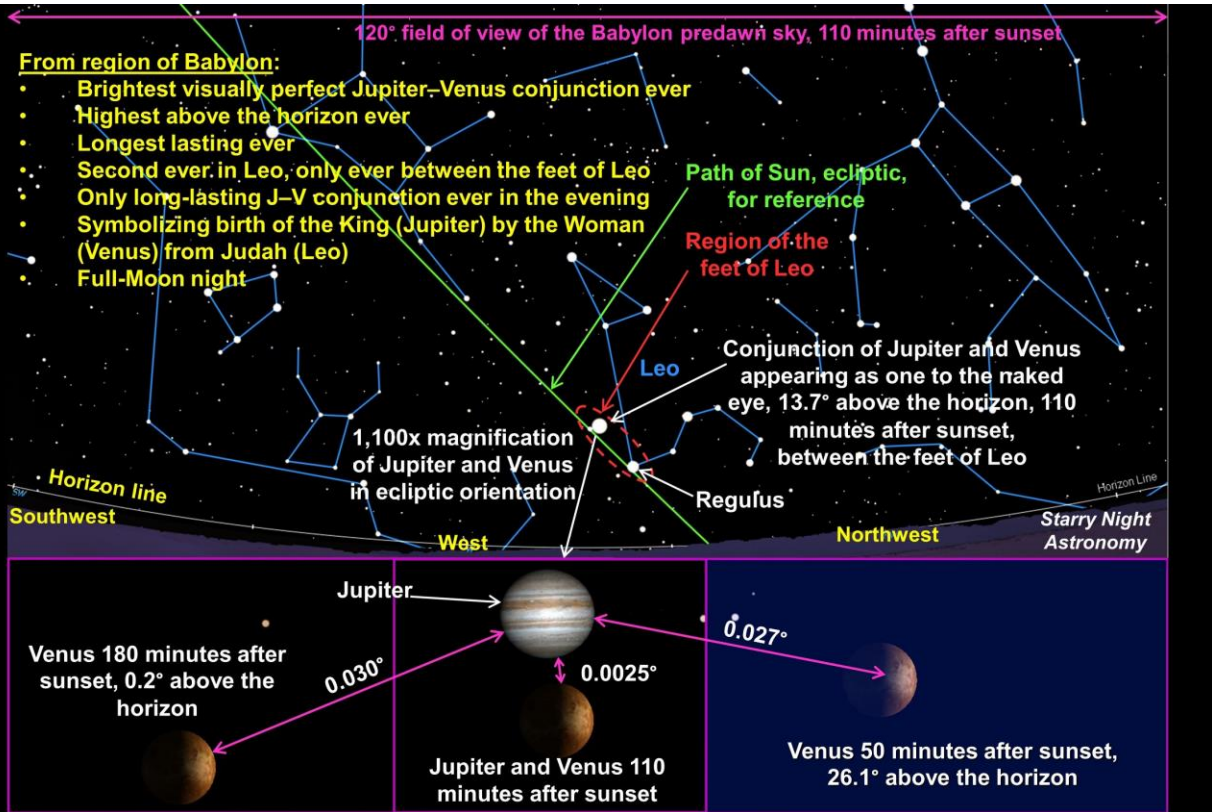 120° field of view of the Babylon predawn sky, 110 minutes after sunset
From region of Babylon:
• Brightest visually perfect Jupiter–Venus conjunction ever
• Highest above the horizon ever
• Longest lasting ever
• Second ever in Leo, only ever between the feet of Leo
• Only long-lasting J–V conjunction ever in the evening
• Symbolizing birth of the King (Jupiter) by the Woman
(Venus) from Judah (Leo)
• Full-Moon night
Path of Sun, ecliptic,
for reference
Region of the
feet of Leo
Leo
Conjunction of Jupiter and Venus
appearing as one to the naked
eye, 13.7° above the horizon, 110
minutes after sunset,
between the feet of Leo
1,100x magnification
of Jupiter and Venus
in ecliptic orientation
Regulus
SW
Horizon line
Southwest
West
Northwest
Horizon Line
Starry Night
Astronomy
Jupiter
Venus 180 minutes after
sunset, 0.2° above the
horizon
0.030°
0.0025°
Jupiter and Venus 110
minutes after sunset
0.027°
Venus 50 minutes after sunset,
26.1° above the horizon